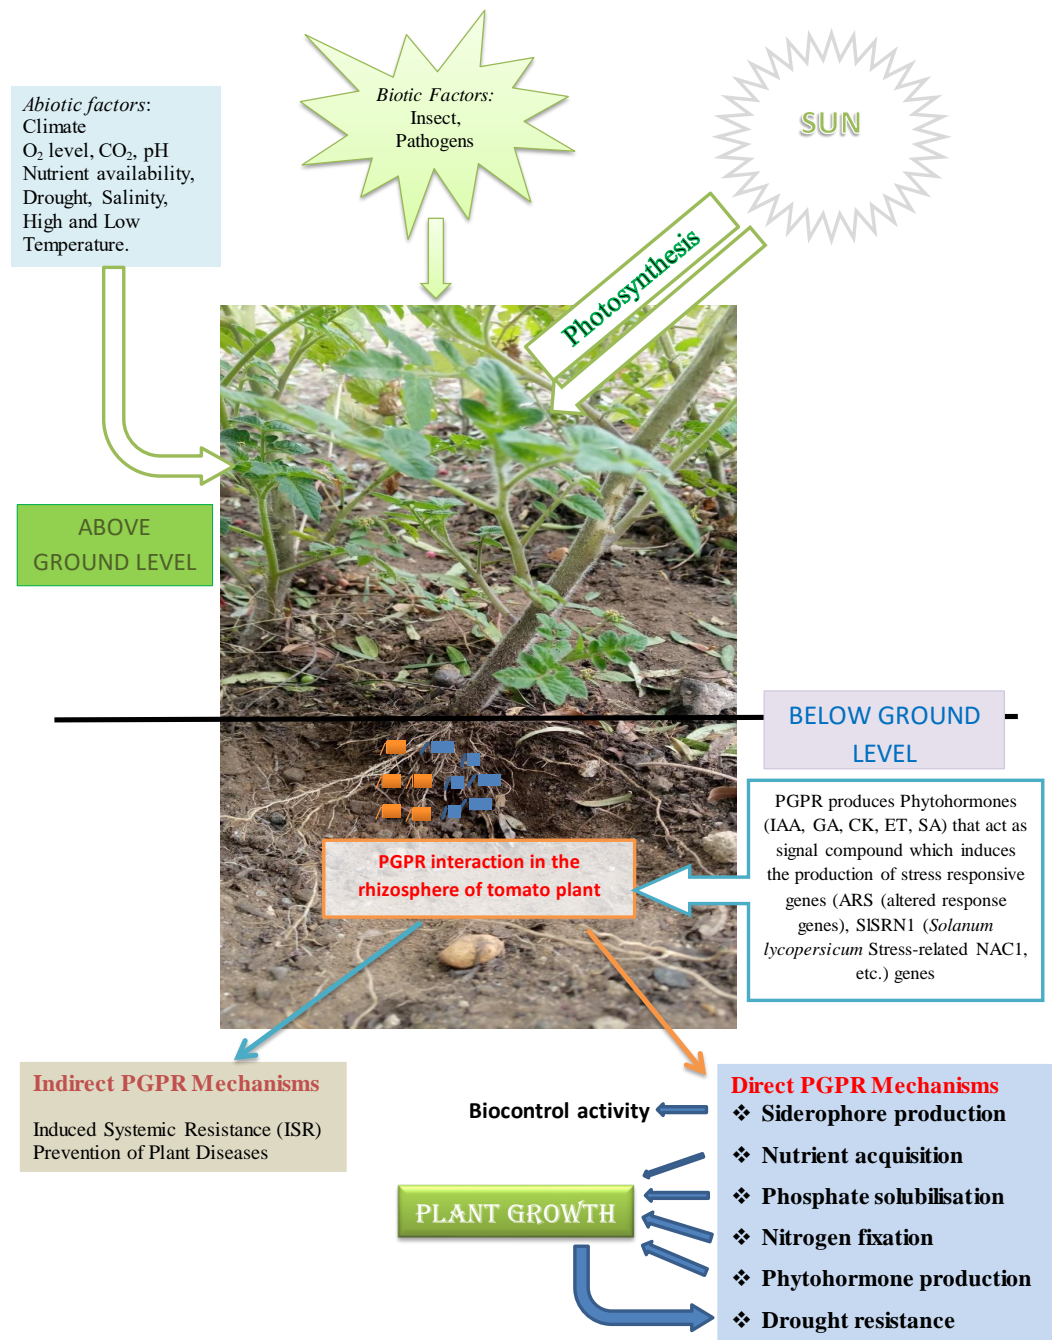 Abiotic factors:
Climate
O₂ level, CO₂, pH
Nutrient availability,
Drought, Salinity,
High and Low
Temperature.
Biotic Factors:
Insect,
Pathogens
SUN
Photosynthesis
ABOVE
GROUND LEVEL
BELOW GROUND
LEVEL
PGPR produces Phytohormones
(IAA, GA, CK, ET, SA) that act as
signal compound which induces
the production of stress responsive
genes (ARS (altered response
genes), SlSRN1 (Solanum
lycopersicum Stress-related NAC1,
etc.) genes
PGPR interaction in the
rhizosphere of tomato plant
Indirect PGPR Mechanisms
Induced Systemic Resistance (ISR)
Prevention of Plant Diseases
Biocontrol activity
PLANT GROWTH
Direct PGPR Mechanisms
❖ Siderophore production
❖ Nutrient acquisition
❖ Phosphate solubilisation
❖ Nitrogen fixation
❖ Phytohormone production
❖ Drought resistance